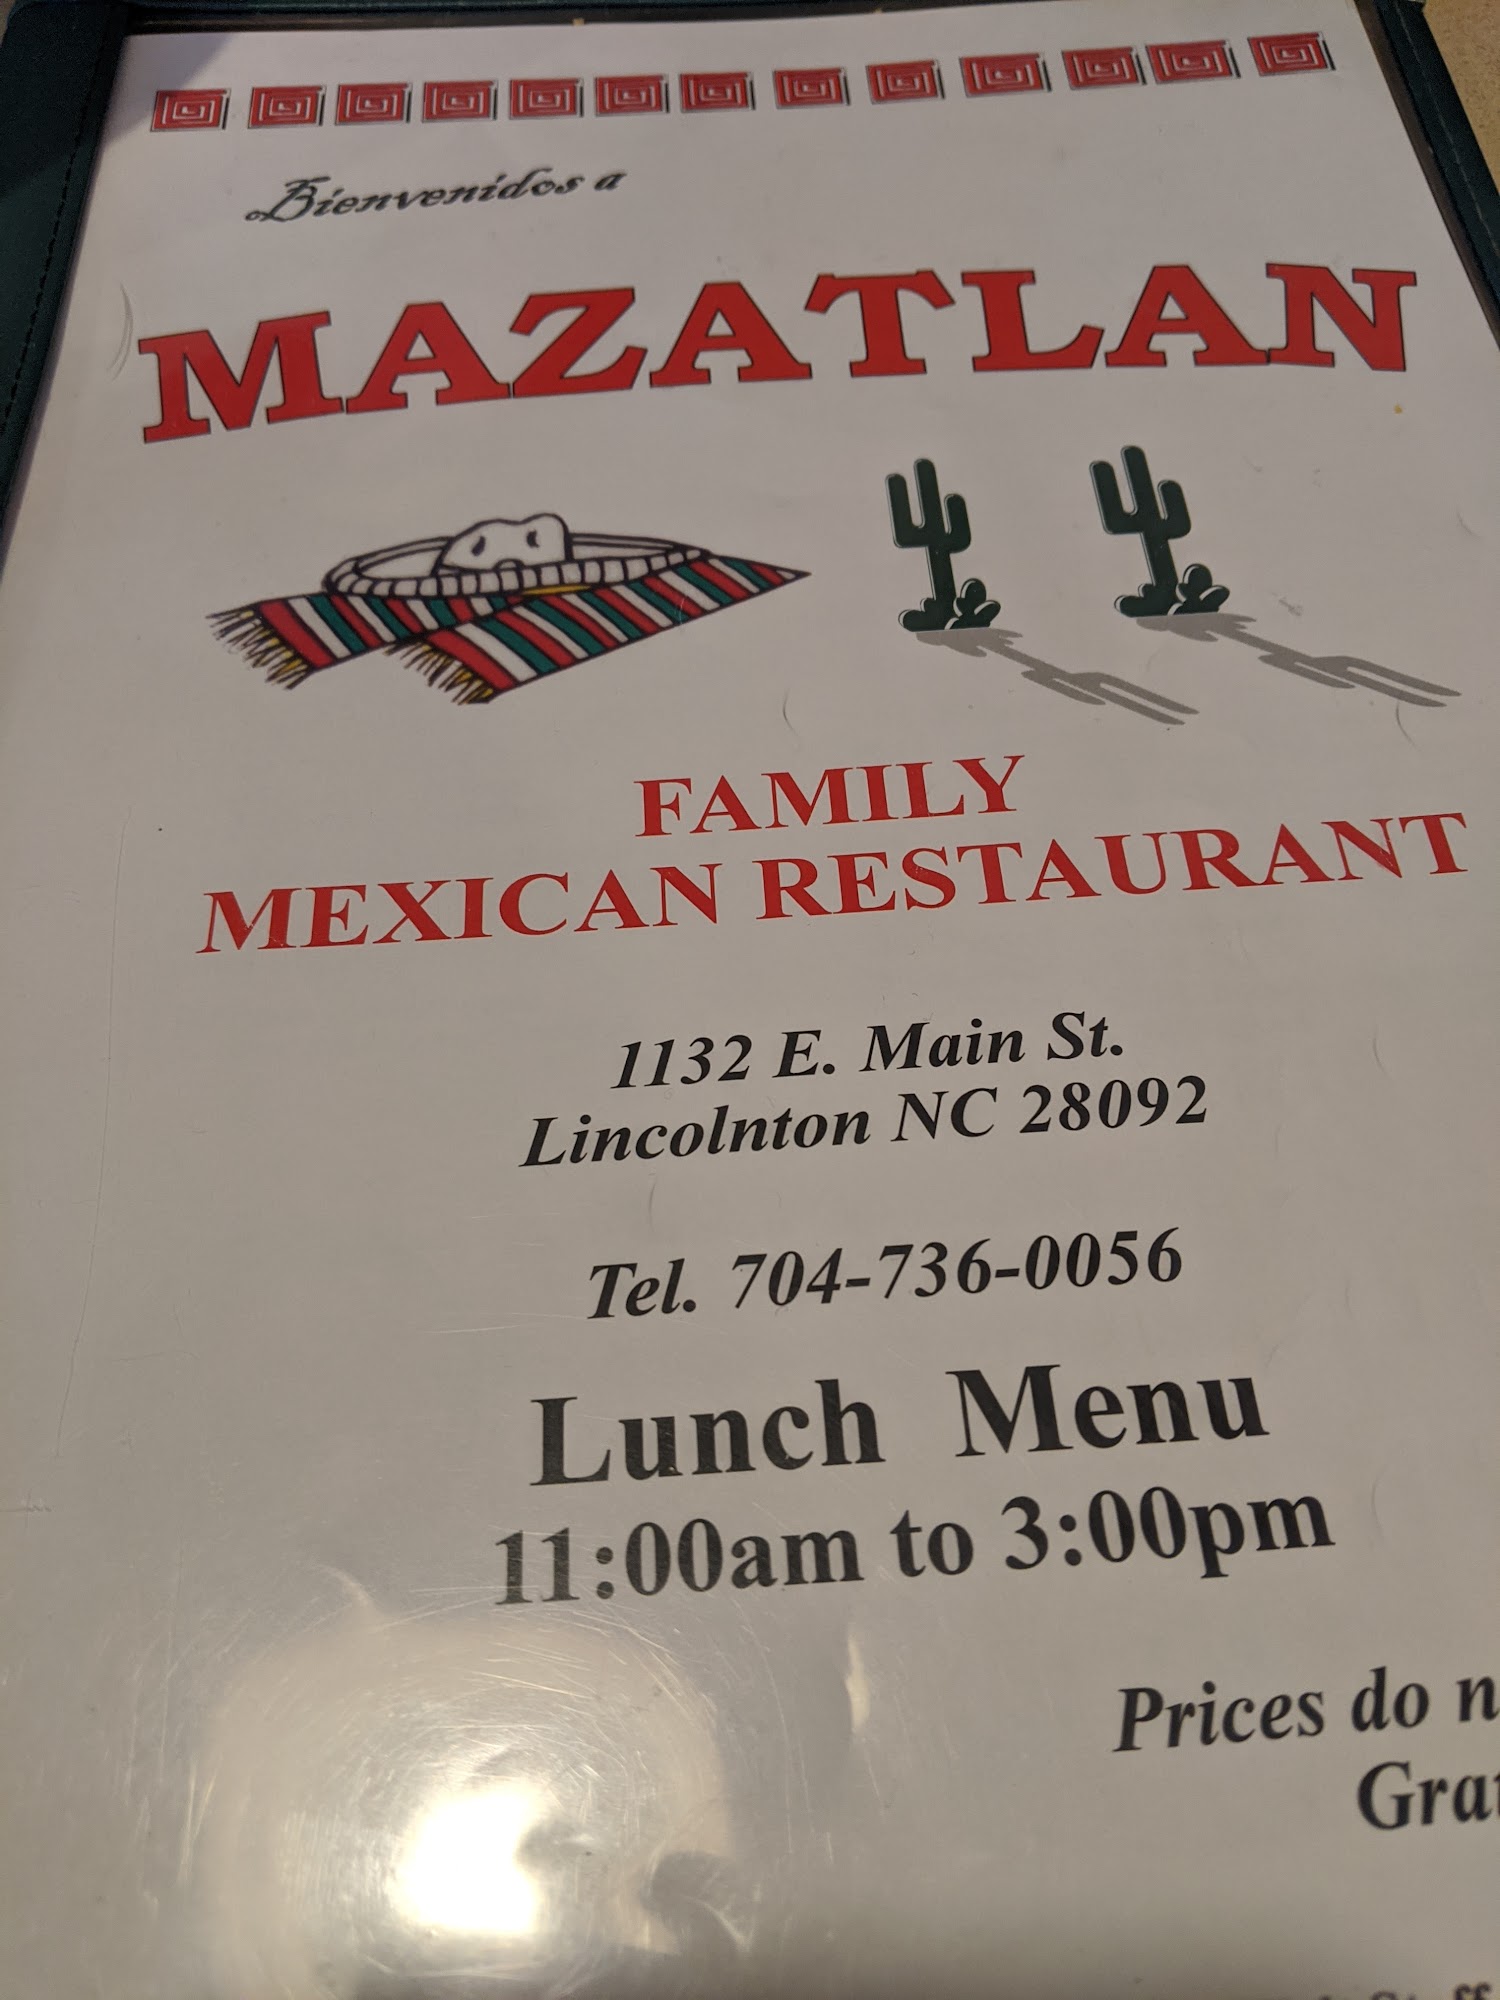 Bienvenidos a
MAZATLAN
FAMILY
MEXICAN RESTAURANT
1132 E. Main St.
Lincolnton NC 28092
Tel. 704-736-0056
Lunch Menu
11:00am to 3:00pm
Prices do